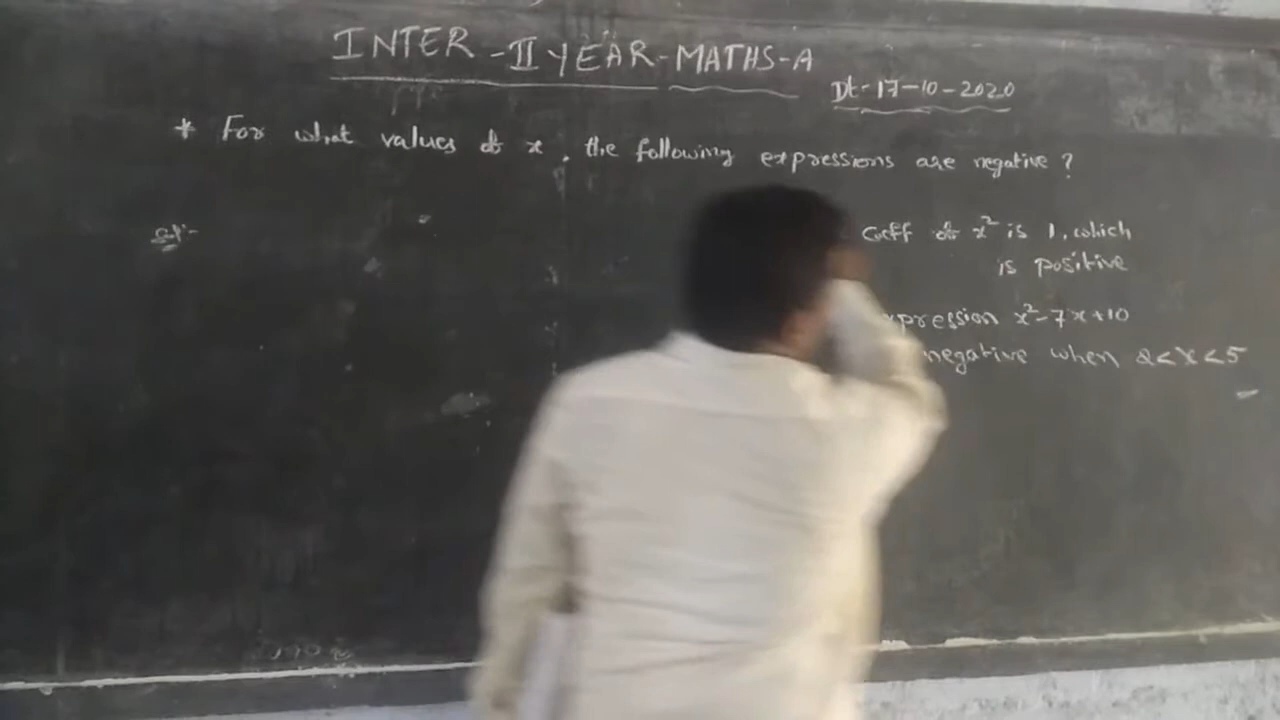 INTER - II YEAR - MATHS - A
Dt - 17-10-2020
* For what values of x, the following expressions are negative ?
Sol:-
Coeff of x² is 1, which
is positive
xpression x²-7x+10
negative when 2<x<5